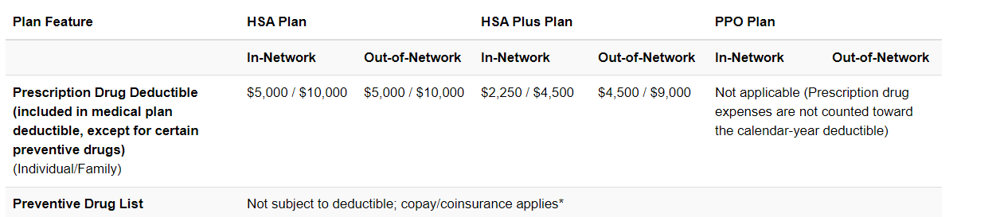 Plan Feature HSA Plan HSA Plus Plan PPO Plan
In-Network Out-of-Network In-Network Out-of-Network In-Network Out-of-Network
Prescription Drug Deductible $5,000 / $10,000 $5,000 / $10,000 $2,250 / $4,500 $4,500 / $9,000 Not applicable (Prescription drug
(included in medical plan expenses are not counted toward
deductible, except for certain the calendar-year deductible)
preventive drugs)
(Individual/Family)
Preventive Drug List Not subject to deductible; copay/coinsurance applies*